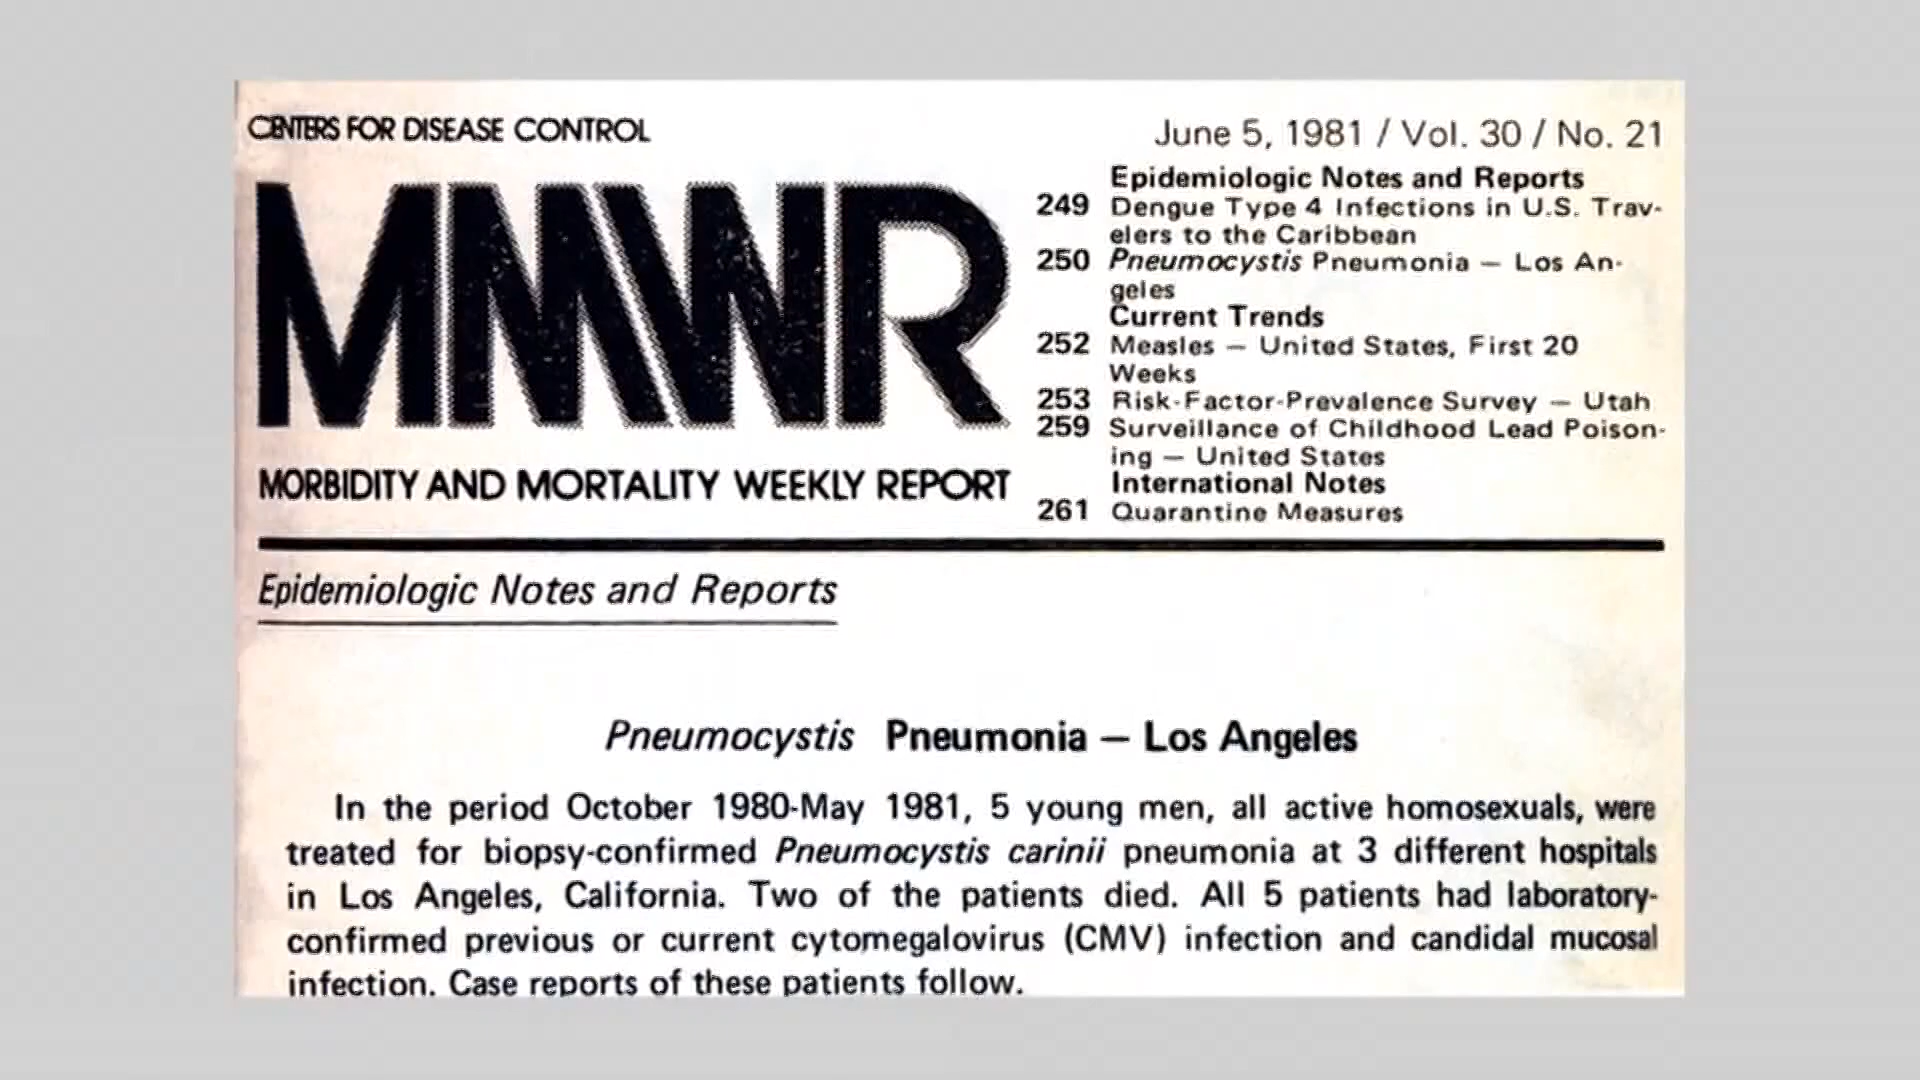 CENTERS FOR DISEASE CONTROL
June 5, 1981 / Vol. 30 / No. 21
MMWR
MORBIDITY AND MORTALITY WEEKLY REPORT
Epidemiologic Notes and Reports
249 Dengue Type 4 Infections in U.S. Trav-
elers to the Caribbean
250 Pneumocystis Pneumonia – Los An-
geles
Current Trends
252 Measles – United States, First 20
Weeks
253 Risk-Factor-Prevalence Survey – Utah
259 Surveillance of Childhood Lead Poison-
ing – United States
International Notes
261 Quarantine Measures
Epidemiologic Notes and Reports
Pneumocystis Pneumonia – Los Angeles
In the period October 1980-May 1981, 5 young men, all active homosexuals, were
treated for biopsy-confirmed Pneumocystis carinii pneumonia at 3 different hospitals
in Los Angeles, California. Two of the patients died. All 5 patients had laboratory-
confirmed previous or current cytomegalovirus (CMV) infection and candidal mucosal
infection. Case reports of these patients follow.